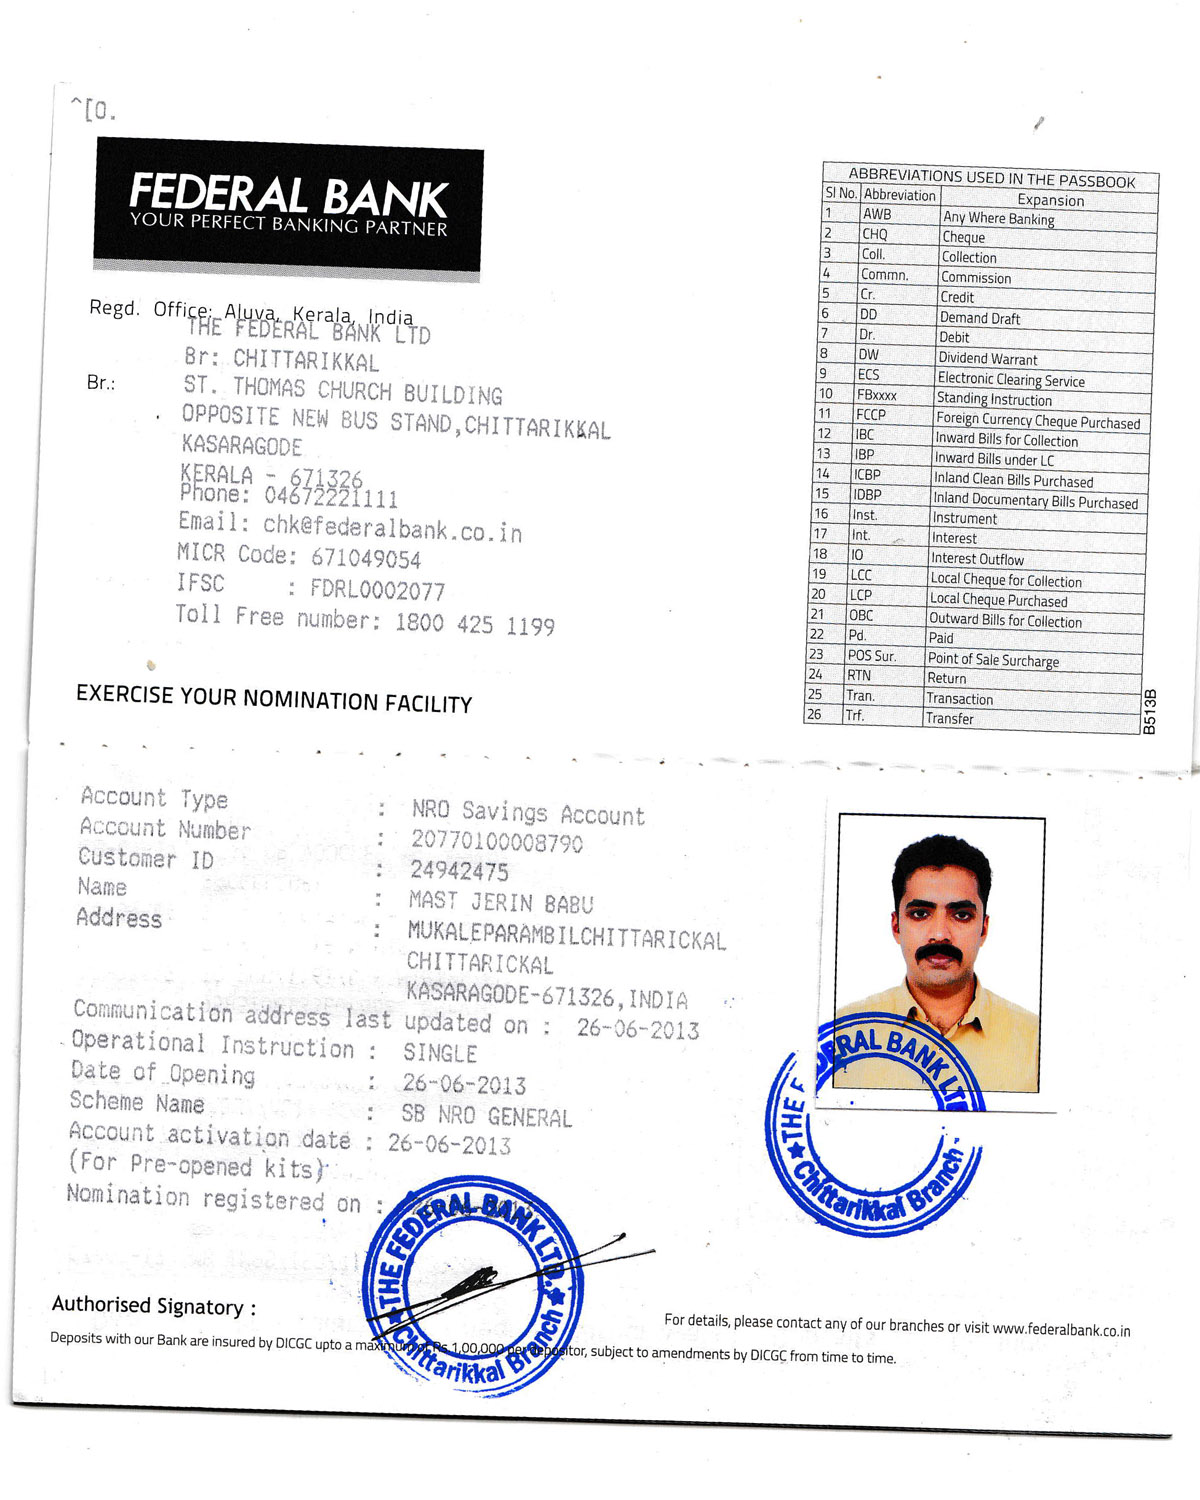 ^[0.
FEDERAL BANK
YOUR PERFECT BANKING PARTNER
Regd. Office: Aluva, Kerala, India
THE FEDERAL BANK LTD
Br: CHITTARIKKAL
Br.: ST. THOMAS CHURCH BUILDING
OPPOSITE NEW BUS STAND,CHITTARIKKAL
KASARAGODE
KERALA - 671326
Phone: 04672221111
Email: chk@federalbank.co.in
MICR Code: 671049054
IFSC : FDRL0002077
Toll Free number: 1800 425 1199
EXERCISE YOUR NOMINATION FACILITY
ABBREVIATIONS USED IN THE PASSBOOK
Sl No. Abbreviation Expansion
1 AWB Any Where Banking
2 CHQ Cheque
3 Coll. Collection
4 Commn. Commission
5 Cr. Credit
6 DD Demand Draft
7 Dr. Debit
8 DW Dividend Warrant
9 ECS Electronic Clearing Service
10 FBxxxx Standing Instruction
11 FCCP Foreign Currency Cheque Purchased
12 IBC Inward Bills for Collection
13 IBP Inward Bills under LC
14 ICBP Inland Clean Bills Purchased
15 IDBP Inland Documentary Bills Purchased
16 Inst. Instrument
17 Int. Interest
18 IO Interest Outflow
19 LCC Local Cheque for Collection
20 LCP Local Cheque Purchased
21 OBC Outward Bills for Collection
22 Pd. Paid
23 POS Sur. Point of Sale Surcharge
24 RTN Return
25 Tran. Transaction
26 Trf. Transfer
B513B
Account Type : NRO Savings Account
Account Number : 20770100008790
Customer ID : 24942475
Name : MAST JERIN BABU
Address : MUKALEPARAMBILCHITTARICKAL
CHITTARICKAL
KASARAGODE-671326,INDIA
Communication address last updated on : 26-06-2013
Operational Instruction : SINGLE
Date of Opening : 26-06-2013
Scheme Name : SB NRO GENERAL
Account activation date : 26-06-2013
(For Pre-opened kits)
Nomination registered on :
THE FEDERAL BANK LTD.
Chittarikkal Branch
THE FEDERAL BANK LTD.
Chittarikkal Branch
Authorised Signatory :
For details, please contact any of our branches or visit www.federalbank.co.in
Deposits with our Bank are insured by DICGC upto a maximum of Rs 1,00,000 per depositor, subject to amendments by DICGC from time to time.